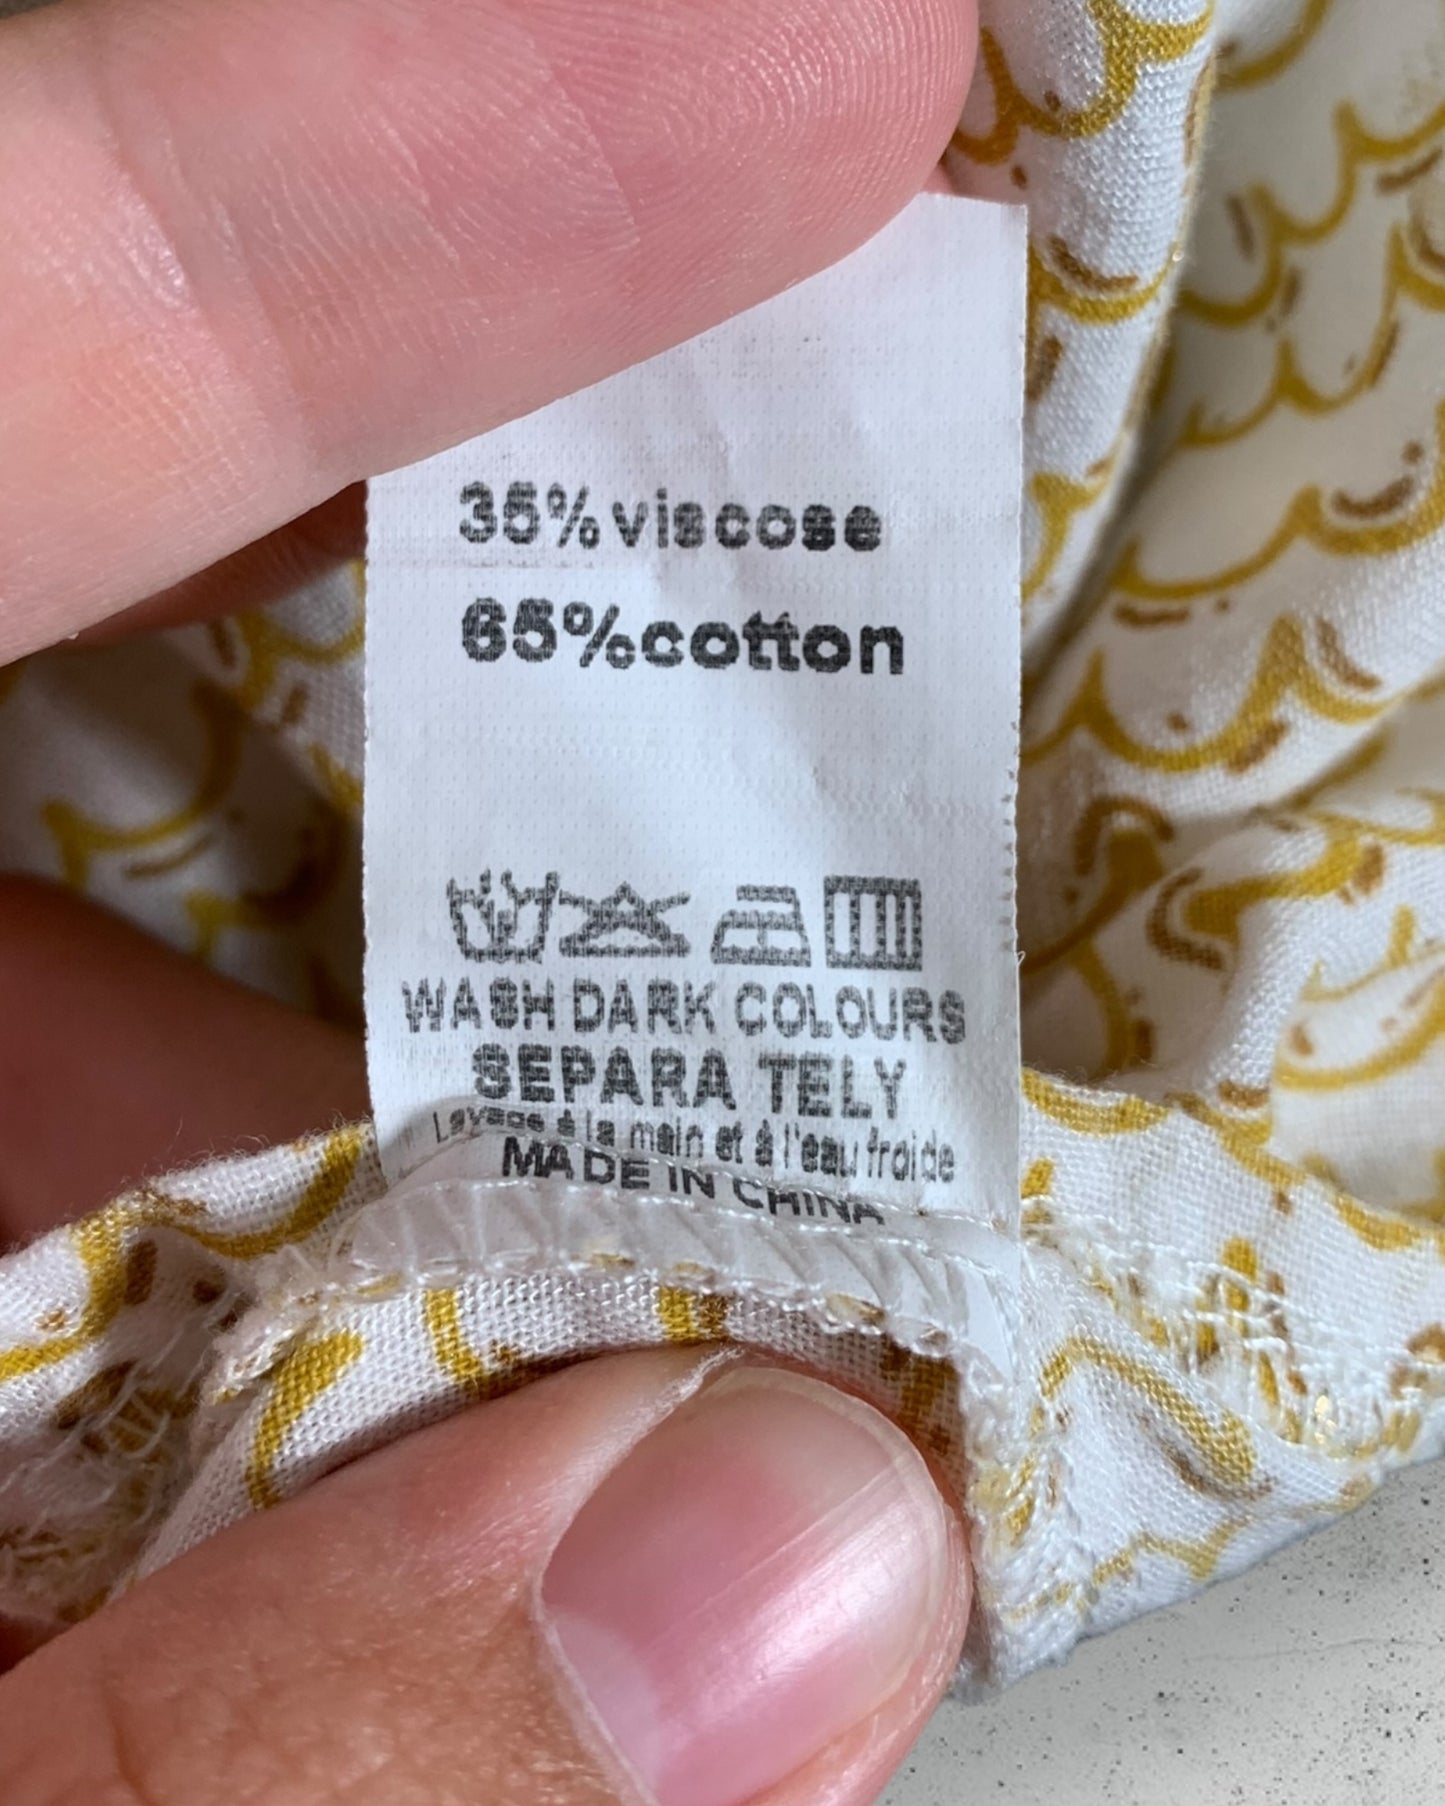 35% viscose
65%cotton
WASH DARK COLOURS
SEPARA TELY
Lavage à la main et à l'eau froide
MADE IN CHINA